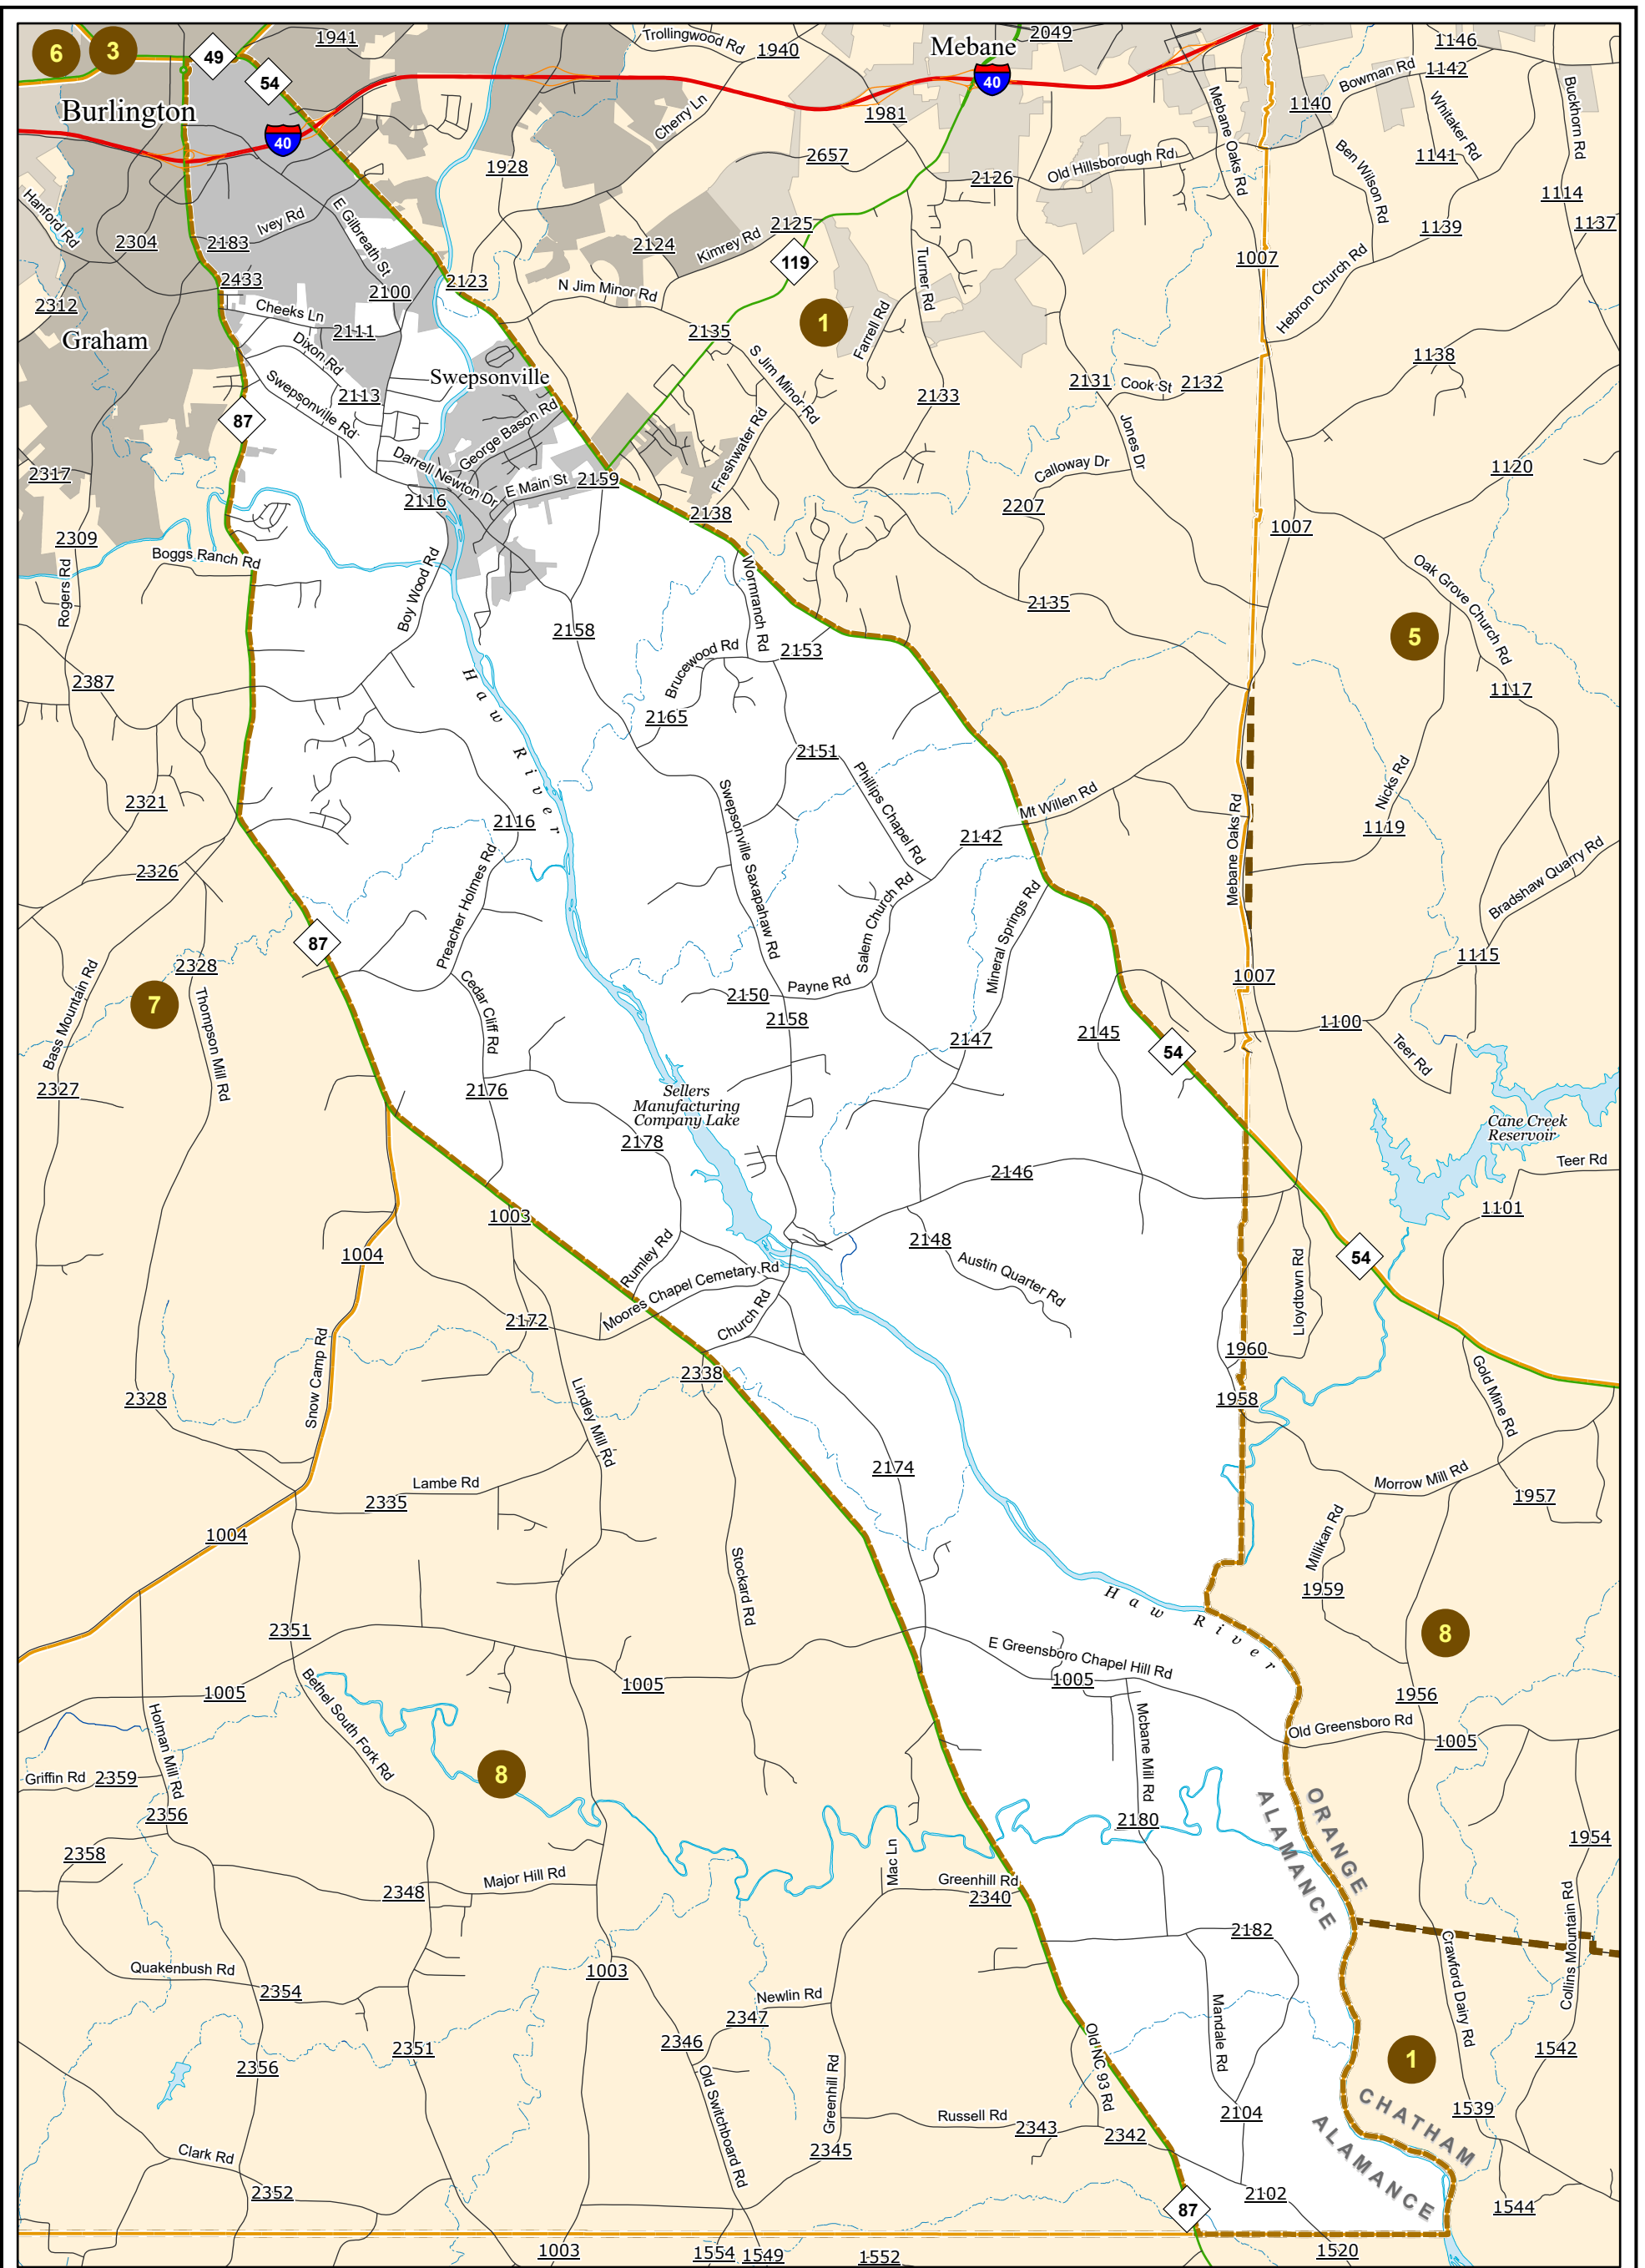 6
3
49
54
1941
Trollingwood Rd
1940
Mebane
2049
40
1146
1142
Bowman Rd
1140
Buckhorn Rd
Burlington
40
Cherry Ln
1981
Mebane Oaks Rd
Whitaker Rd
1141
Ben Wilson Rd
1928
2657
2126
Old Hillsborough Rd
1114
1137
Hanford Rd
2304
2183
Ivey Rd
E Gilbreath St
2124
Kimrey Rd
2125
119
Turner Rd
1139
1007
Hebron Church Rd
2433
2100
2123
N Jim Minor Rd
2312
Cheeks Ln
2111
Graham
Dixon Rd
2135
1
Farrell Rd
S Jim Minor Rd
1138
Swepsonville
2113
Swepsonville Rd
87
George Bason Rd
2133
2131
Cook St
2132
Jones Dr
Freshwater Rd
Calloway Dr
1120
2317
Darrell Newton Dr
E Main St
2159
2116
2138
2207
1007
2309
Boggs Ranch Rd
Rogers Rd
Boy Wood Rd
Wormranch Rd
Oak Grove Church Rd
2135
2158
5
2153
Brucewood Rd
2387
Haw River
2165
1117
2151
Phillips Chapel Rd
Nicks Rd
2321
2116
Swepsonville Saxapahaw Rd
Mt Willen Rd
2142
Mebane Oaks Rd
1119
2326
Preacher Holmes Rd
Salem Church Rd
Mineral Springs Rd
Bradshaw Quarry Rd
87
2328
1115
7
Bass Mountain Rd
Thompson Mill Rd
Cedar Cliff Rd
2150
Payne Rd
1007
2158
2147
2145
1100
54
Teer Rd
2327
2176
Sellers
Manufacturing
Company Lake
Cane Creek
Reservoir
2178
2146
Teer Rd
1101
1003
1004
Rumley Rd
2148
Austin Quarter Rd
54
Lloydtown Rd
Moores Chapel Cemetary Rd
2172
Church Rd
1960
Snow Camp Rd
2338
Gold Mine Rd
2328
1958
Lindley Mill Rd
2174
Lambe Rd
2335
Morrow Mill Rd
1957
1004
Millikan Rd
Stockard Rd
1959
Haw River
2351
8
E Greensboro Chapel Hill Rd
1005
1005
1005
1956
Bethel South Fork Rd
Holman Mill Rd
Mcbane Mill Rd
Old Greensboro Rd
1005
Griffin Rd
2359
8
2356
ORANGE
ALAMANCE
2180
1954
2358
Mac Ln
Major Hill Rd
2348
Greenhill Rd
2340
2182
Collins Mountain Rd
Crawford Dairy Rd
Quakenbush Rd
2354
1003
Newlin Rd
2347
Mandale Rd
2346
Old NC 93 Rd
2351
1542
2356
1
Old Switchboard Rd
Greenhill Rd
CHATHAM
ALAMANCE
2104
1539
Russell Rd
2343
2342
2345
Clark Rd
2352
2102
87
1544
1003
1554
1549
1552
1520